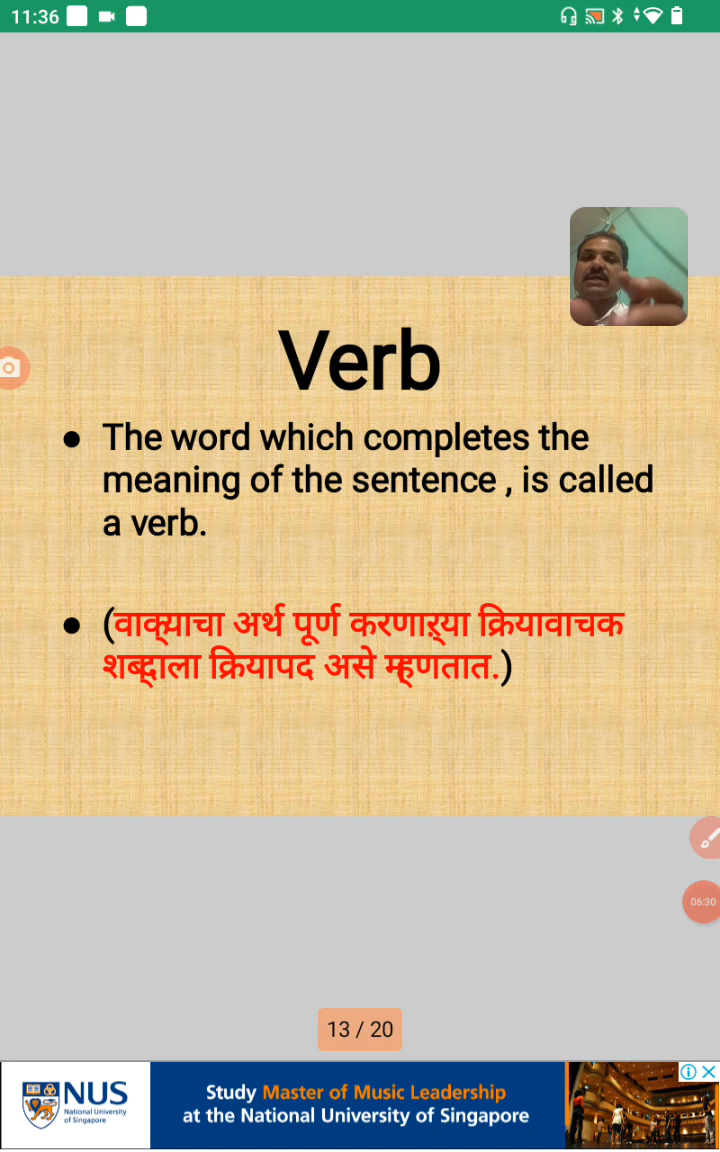 11:36
Verb
● The word which completes the
meaning of the sentence , is called
a verb.
● (वाक्याचा अर्थ पूर्ण करणाऱ्या क्रियावाचक
शब्दाला क्रियापद असे म्हणतात.)
06:30
13 / 20
NUS
National University
of Singapore
Study Master of Music Leadership
at the National University of Singapore